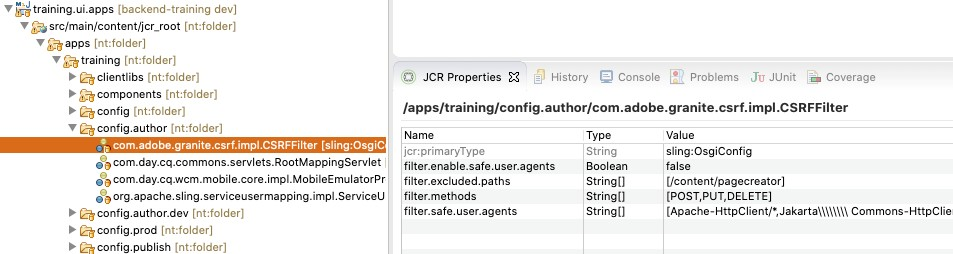 training.ui.apps [backend-training dev]
src/main/content/jcr_root [nt:folder]
apps [nt:folder]
training [nt:folder]
clientlibs [nt:folder]
components [nt:folder]
config [nt:folder]
config.author [nt:folder]
com.adobe.granite.csrf.impl.CSRFFilter [sling:OsgiCo
com.day.cq.commons.servlets.RootMappingServlet [
com.day.cq.wcm.mobile.core.impl.MobileEmulatorPr
org.apache.sling.serviceusermapping.impl.ServiceU
config.author.dev [nt:folder]
config.prod [nt:folder]
config.publish [nt:folder]
JCR Properties History Console Problems JUnit Coverage
/apps/training/config.author/com.adobe.granite.csrf.impl.CSRFFilter
Name Type Value
jcr:primaryType String sling:OsgiConfig
filter.enable.safe.user.agents Boolean false
filter.excluded.paths String[] [/content/pagecreator]
filter.methods String[] [POST,PUT,DELETE]
filter.safe.user.agents String[] [Apache-HttpClient/*,Jakarta\\\\\\\\ Commons-HttpClie